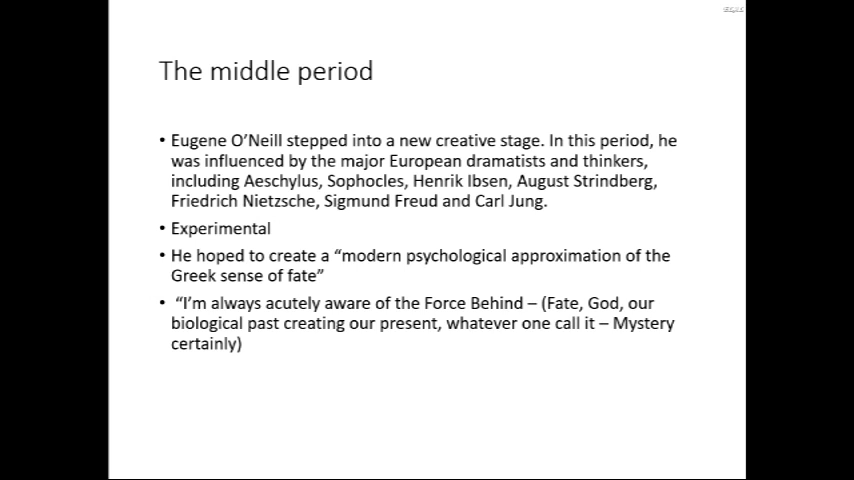 The middle period
• Eugene O’Neill stepped into a new creative stage. In this period, he
was influenced by the major European dramatists and thinkers,
including Aeschylus, Sophocles, Henrik Ibsen, August Strindberg,
Friedrich Nietzsche, Sigmund Freud and Carl Jung.
• Experimental
• He hoped to create a “modern psychological approximation of the
Greek sense of fate”
• “I’m always acutely aware of the Force Behind – (Fate, God, our
biological past creating our present, whatever one call it – Mystery
certainly)